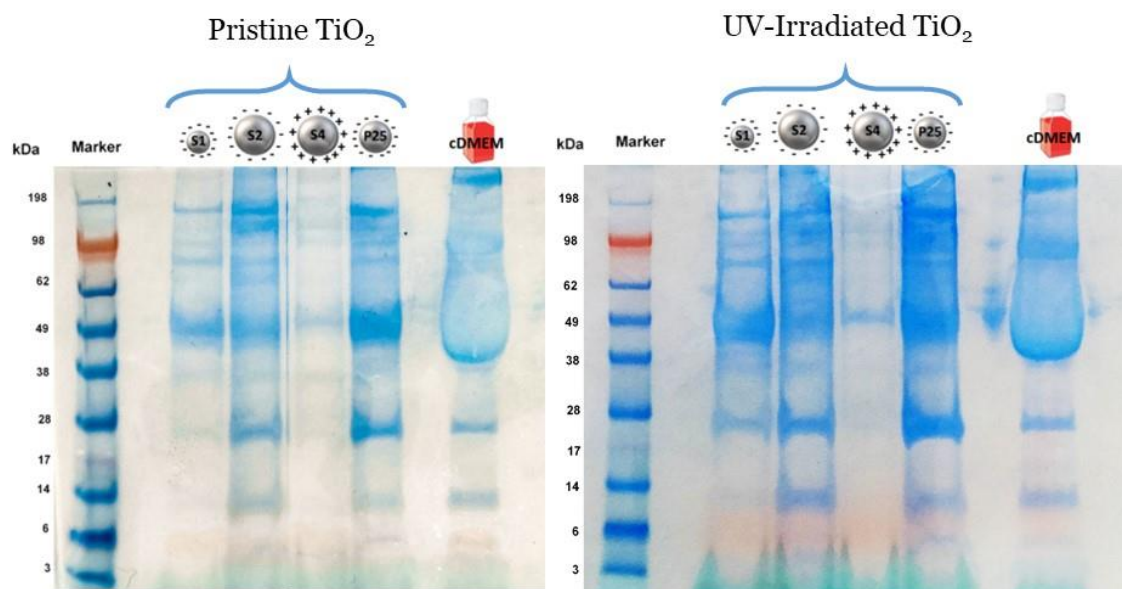 Pristine TiO₂
UV-Irradiated TiO₂
kDa
Marker
S1
S2
S4
P25
cDMEM
198
98
62
49
38
28
17
14
6
3
kDa
Marker
S1
S2
S4
P25
cDMEM
198
98
62
49
38
28
17
14
6
3